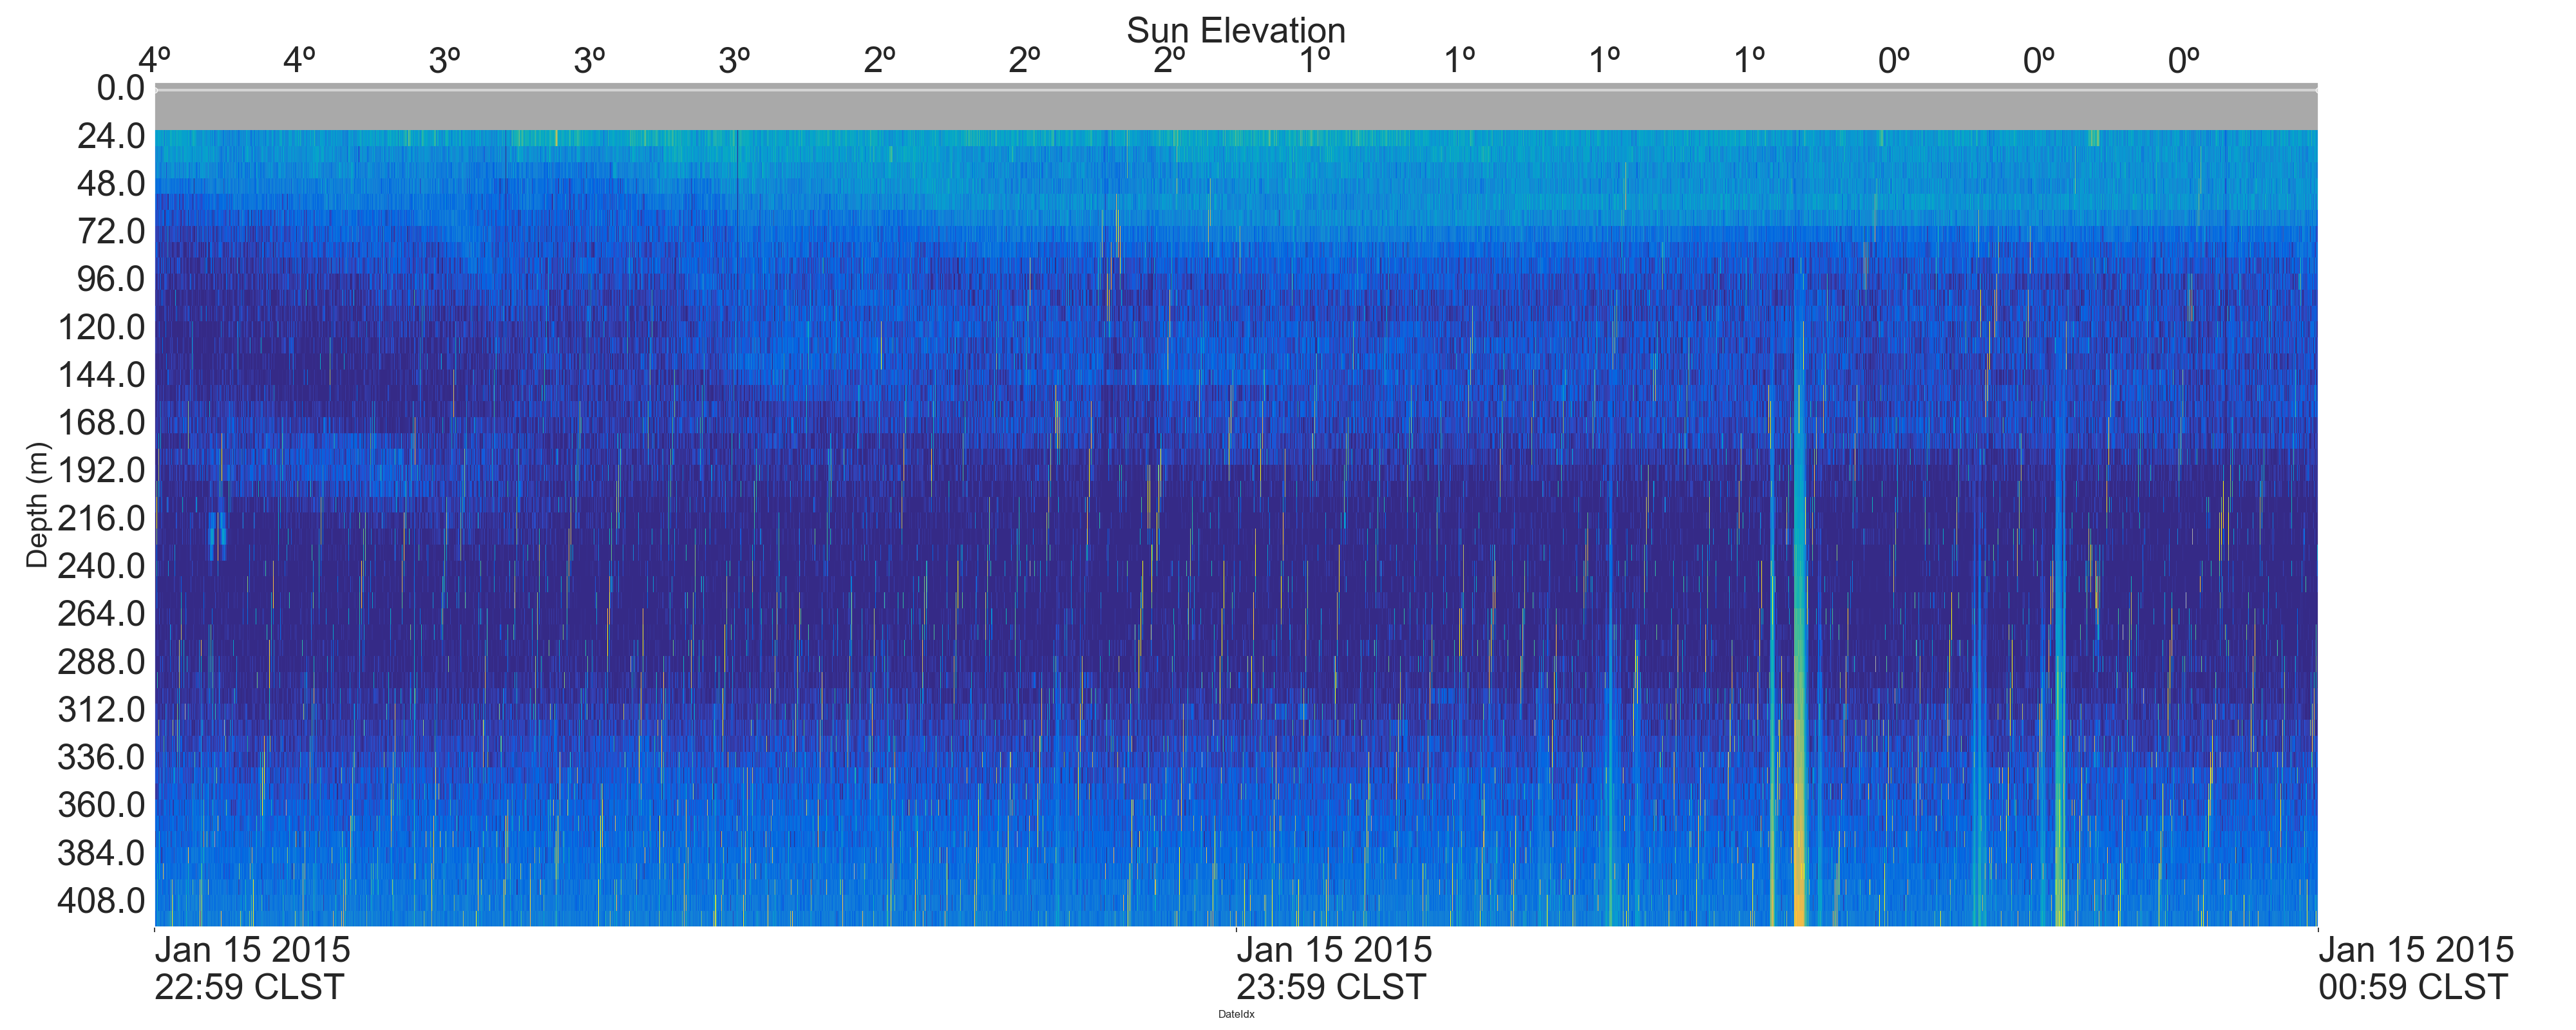 Sun Elevation
4º 4º 3º 3º 3º 2º 2º 2º 1º 1º 1º 1º 0º 0º 0º
0.0
24.0
48.0
72.0
96.0
120.0
144.0
168.0
192.0
216.0
240.0
264.0
288.0
312.0
336.0
360.0
384.0
408.0
Depth (m)
Jan 15 2015
22:59 CLST
Jan 15 2015
23:59 CLST
Jan 15 2015
00:59 CLST
DateIdx